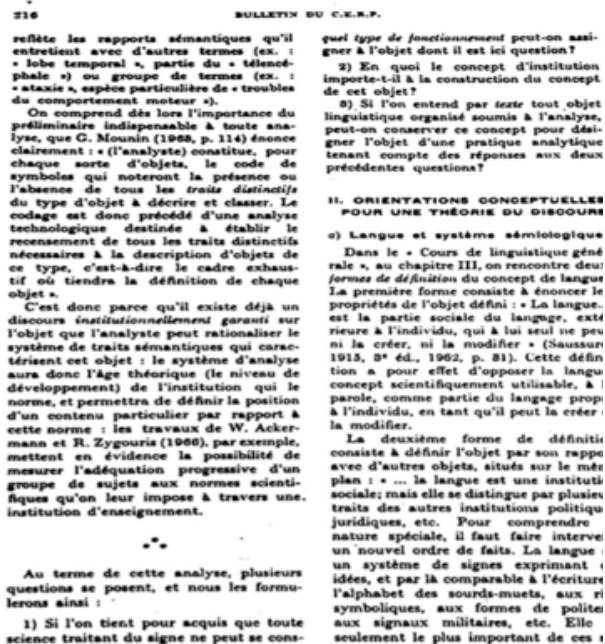 216
BULLETIN DU C.E.R.P.
reflète les rapports sémantiques qu'il
entretient avec d'autres termes (ex. :
« lobe temporal », partie du « télencé-
phale ») ou groupe de termes (ex. :
« ataxie », espèce particulière de « troubles
du comportement moteur »).
On comprend dès lors l'importance du
préliminaire indispensable à toute ana-
lyse, que G. Mounin (1968, p. 114) énonce
clairement : « (l'analyste) constitue, pour
chaque sorte d'objets, le code de
symboles qui noteront la présence ou
l'absence de tous les traits distinctifs
du type d'objet à décrire et classer. Le
codage est donc précédé d'une analyse
technologique destinée à établir le
recensement de tous les traits distinctifs
nécessaires à la description d'objets de
ce type, c'est-à-dire le cadre exhaus-
tif où tiendra la définition de chaque
objet ».
C'est donc parce qu'il existe déjà un
discours institutionnellement garanti sur
l'objet que l'analyste peut rationaliser le
système de traits sémantiques qui carac-
térisent cet objet : le système d'analyse
aura donc l'âge théorique (le niveau de
développement) de l'institution qui le
norme, et permettra de définir la position
d'un contenu particulier par rapport à
cette norme : les travaux de W. Acker-
mann et R. Zygouris (1966), par exemple,
mettent en évidence la possibilité de
mesurer l'adéquation progressive d'un
groupe de sujets aux normes scienti-
fiques qu'on leur impose à travers une
institution d'enseignement.
Au terme de cette analyse, plusieurs
questions se posent, et nous les formu-
lerons ainsi :
1) Si l'on tient pour acquis que toute
science traitant du signe ne peut se cons-
quel type de fonctionnement peut-on assi-
gner à l'objet dont il est ici question ?
2) En quoi le concept d'institution
importe-t-il à la construction du concept
de cet objet ?
3) Si l'on entend par texte tout objet
linguistique organisé soumis à l'analyse,
peut-on conserver ce concept pour dési-
gner l'objet d'une pratique analytique
tenant compte des réponses aux deux
précédentes questions ?
II. ORIENTATIONS CONCEPTUELLES
POUR UNE THÉORIE DU DISCOURS
a) Langue et système sémiologique
Dans le « Cours de linguistique géné
rale », au chapitre III, on rencontre deux
formes de définition du concept de langue
La première forme consiste à énoncer les
propriétés de l'objet défini : « La langue..
est la partie sociale du langage, exté
rieure à l'individu, qui à lui seul ne peu
ni la créer, ni la modifier » (Saussure
1915, 3e éd., 1962, p. 31). Cette défin
tion a pour effet d'opposer la langue
concept scientifiquement utilisable, à l
parole, comme partie du langage propr
à l'individu, en tant qu'il peut la créer
la modifier.
La deuxième forme de définitio
consiste à définir l'objet par son rappo
avec d'autres objets, situés sur le mêm
plan : « ... la langue est une institutio
sociale; mais elle se distingue par plusieu
traits des autres institutions politique
juridiques, etc. Pour comprendre
nature spéciale, il faut faire interven
un nouvel ordre de faits. La langue
un système de signes exprimant
idées, et par là comparable à l'écriture
l'alphabet des sourds-muets, aux ri
symboliques, aux formes de politess
aux signaux militaires, etc. Elle
seulement le plus important de ces